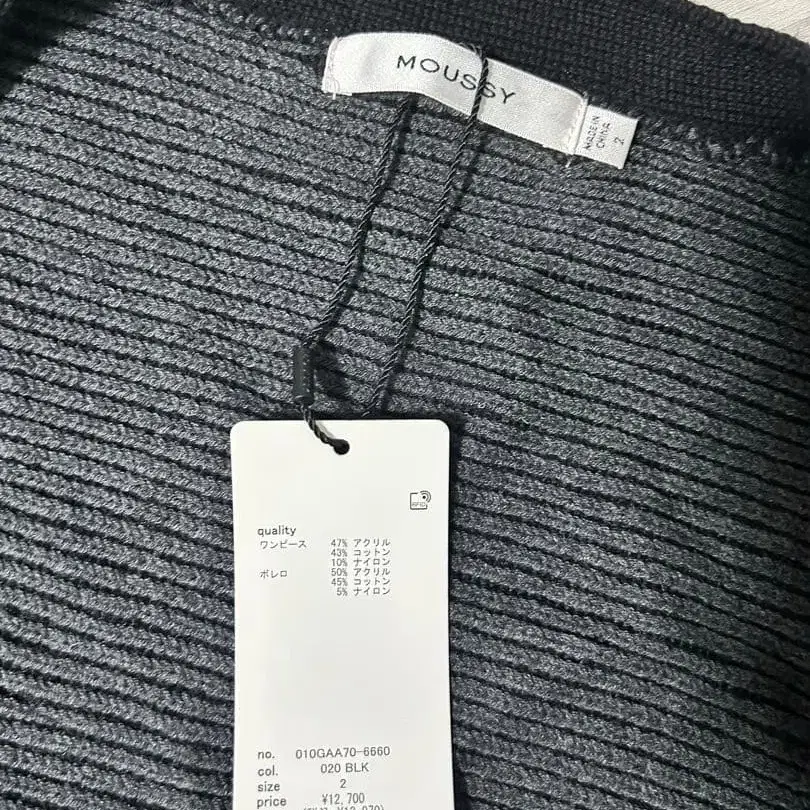 MOUSSY
MADE IN
CHINA
2
RFID
quality
ワンピース 47% アクリル
43% コットン
10% ナイロン
ボレロ 50% アクリル
45% コットン
5% ナイロン
no. 010GAA70-6660
col. 020 BLK
size 2
price ¥12,700